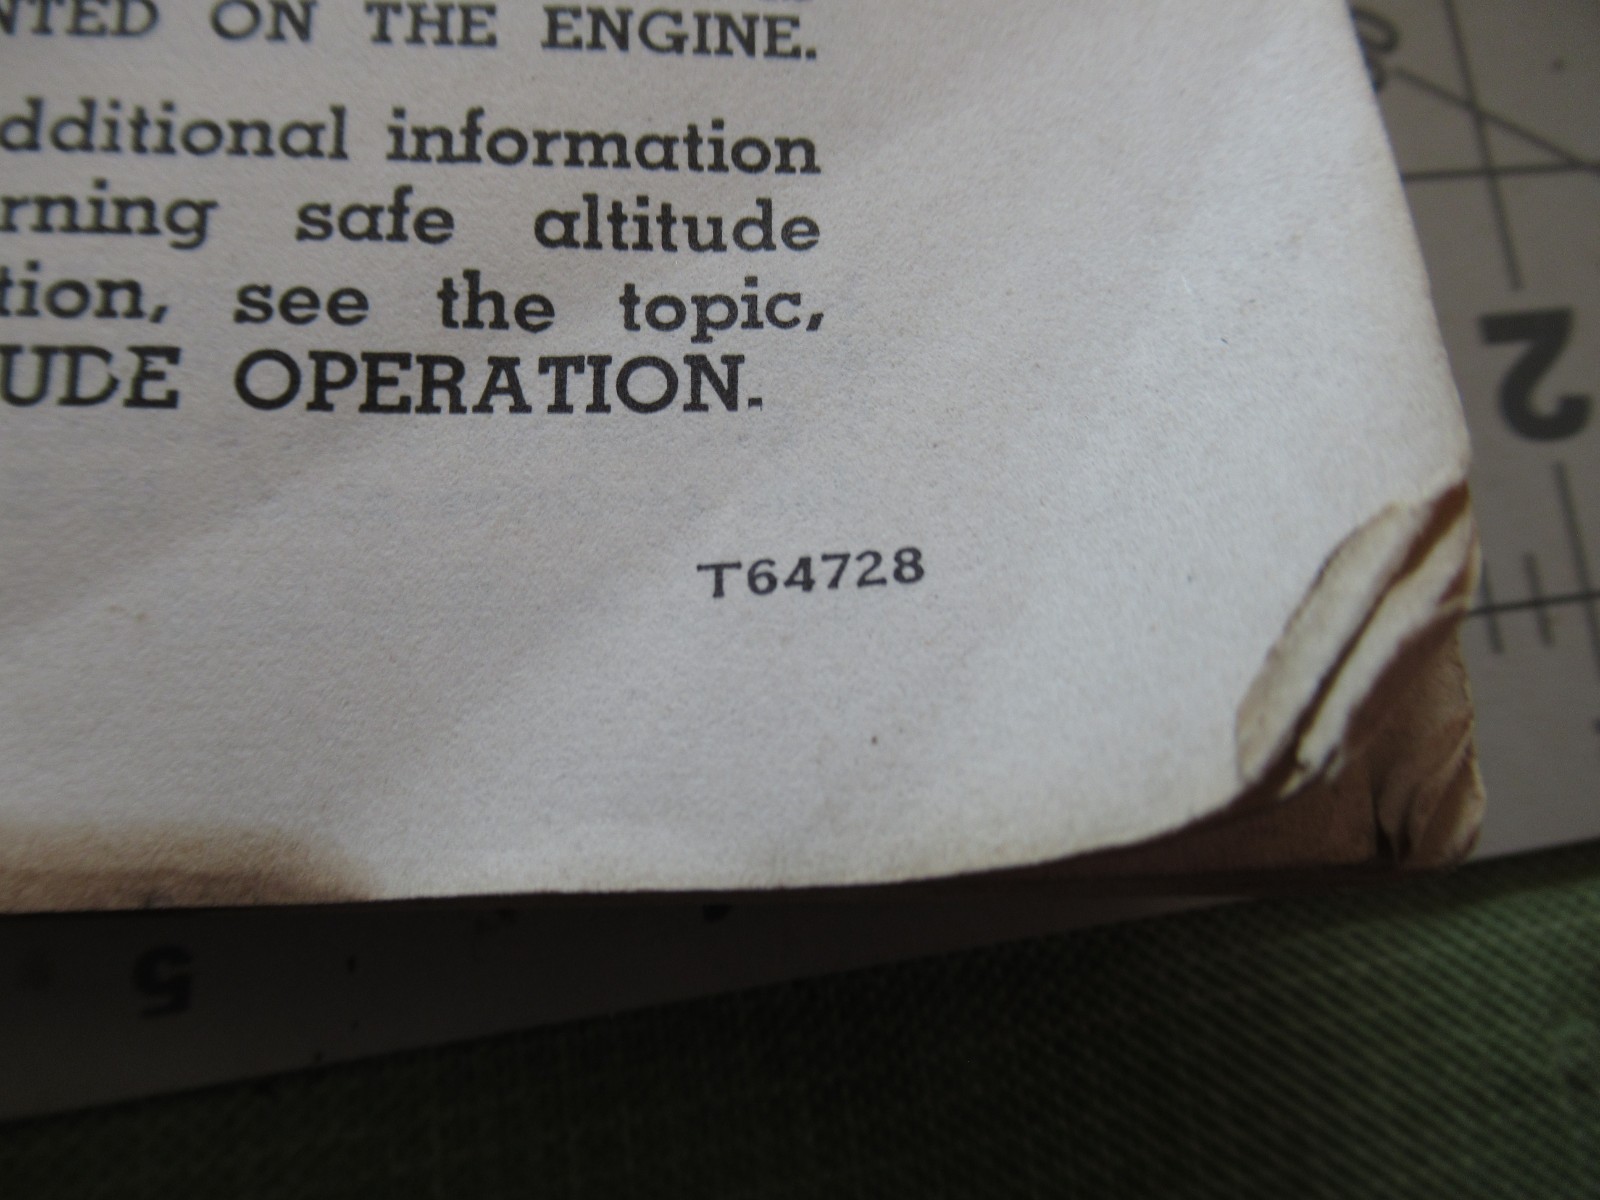 NTED ON THE ENGINE.
dditional information
rning safe altitude
tion, see the topic,
UDE OPERATION.
T64728
2
5